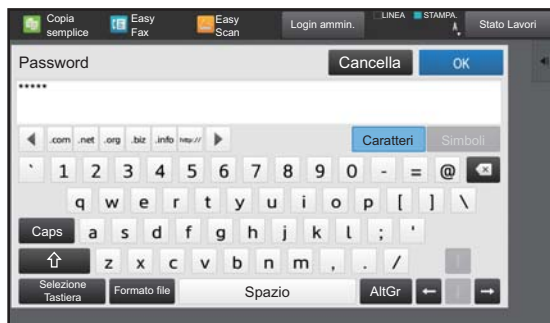 Copia semplice
Easy Fax
Easy Scan
Login ammin.
LINEA
STAMPA.
Stato Lavori
Password
Cancella
OK
*****
.com .net .org .biz .info http://
Caratteri
Simboli
` 1 2 3 4 5 6 7 8 9 0 - = @
q w e r t y u i o p [ ] \
Caps a s d f g h j k l ; '
z x c v b n m , . /
Selezione Tastiera
Formato file
Spazio
AltGr